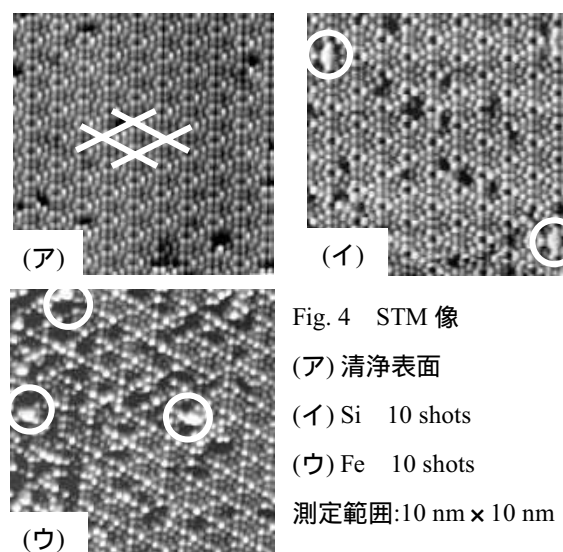 (ア)
(イ)
(ウ)
Fig. 4 STM 像
(ア) 清浄表面
(イ) Si 10 shots
(ウ) Fe 10 shots
測定範囲:10 nm × 10 nm